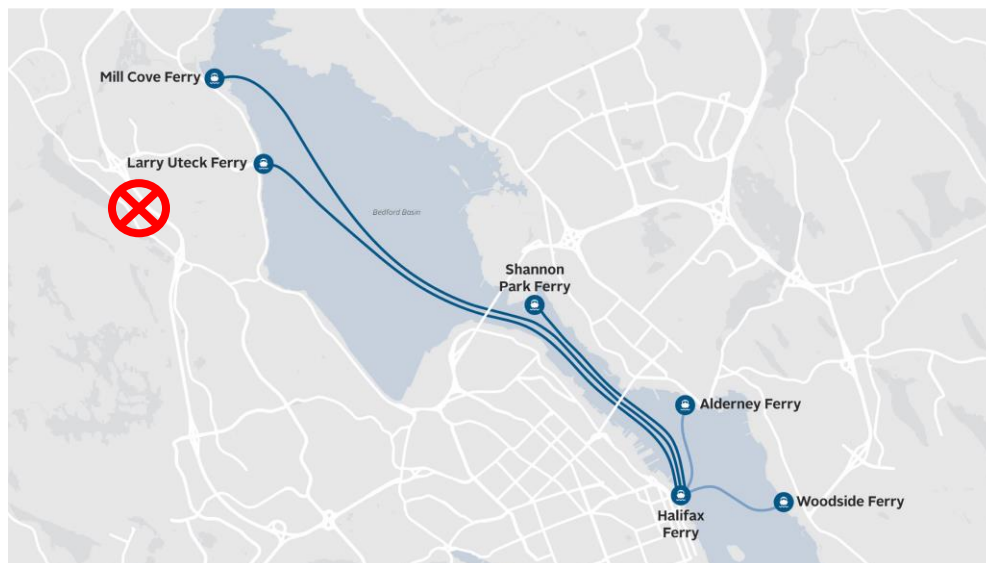 Mill Cove Ferry
Larry Uteck Ferry
Bedford Basin
Shannon
Park Ferry
Alderney Ferry
Woodside Ferry
Halifax
Ferry